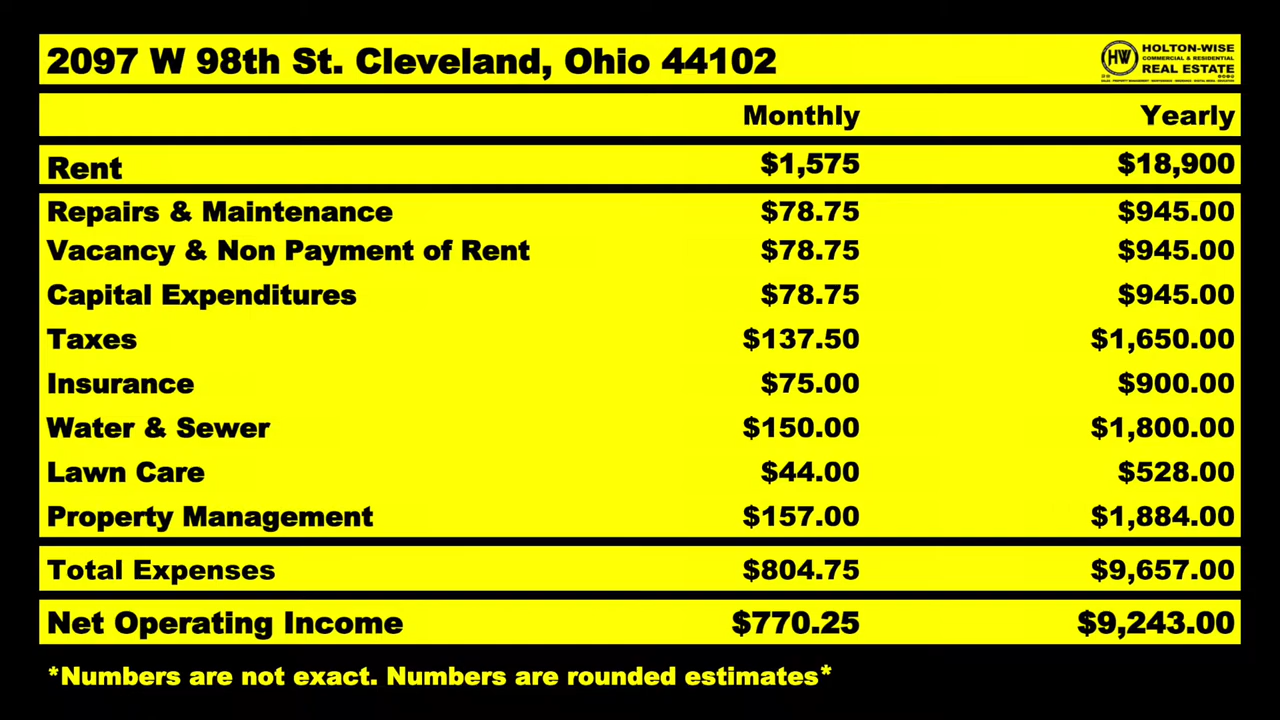 2097 W 98th St. Cleveland, Ohio 44102
HW
HOLTON-WISE
COMMERCIAL & RESIDENTIAL
REAL ESTATE
Monthly Yearly
Rent $1,575 $18,900
Repairs & Maintenance $78.75 $945.00
Vacancy & Non Payment of Rent $78.75 $945.00
Capital Expenditures $78.75 $945.00
Taxes $137.50 $1,650.00
Insurance $75.00 $900.00
Water & Sewer $150.00 $1,800.00
Lawn Care $44.00 $528.00
Property Management $157.00 $1,884.00
Total Expenses $804.75 $9,657.00
Net Operating Income $770.25 $9,243.00
*Numbers are not exact. Numbers are rounded estimates*